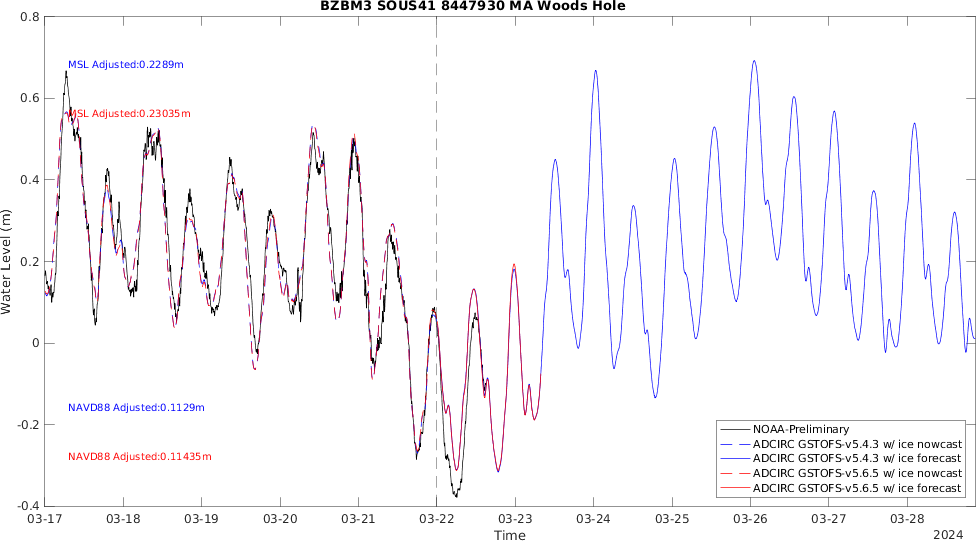 BZBM3 SOUS41 8447930 MA Woods Hole
0.8
0.6
0.4
0.2
0
-0.2
-0.4
Water Level (m)
MSL Adjusted:0.2289m
MSL Adjusted:0.23035m
NAVD88 Adjusted:0.1129m
NAVD88 Adjusted:0.11435m
NOAA-Preliminary
ADCIRC GSTOFS-v5.4.3 w/ ice nowcast
ADCIRC GSTOFS-v5.4.3 w/ ice forecast
ADCIRC GSTOFS-v5.6.5 w/ ice nowcast
ADCIRC GSTOFS-v5.6.5 w/ ice forecast
03-17 03-18 03-19 03-20 03-21 03-22 03-23 03-24 03-25 03-26 03-27 03-28
Time
2024